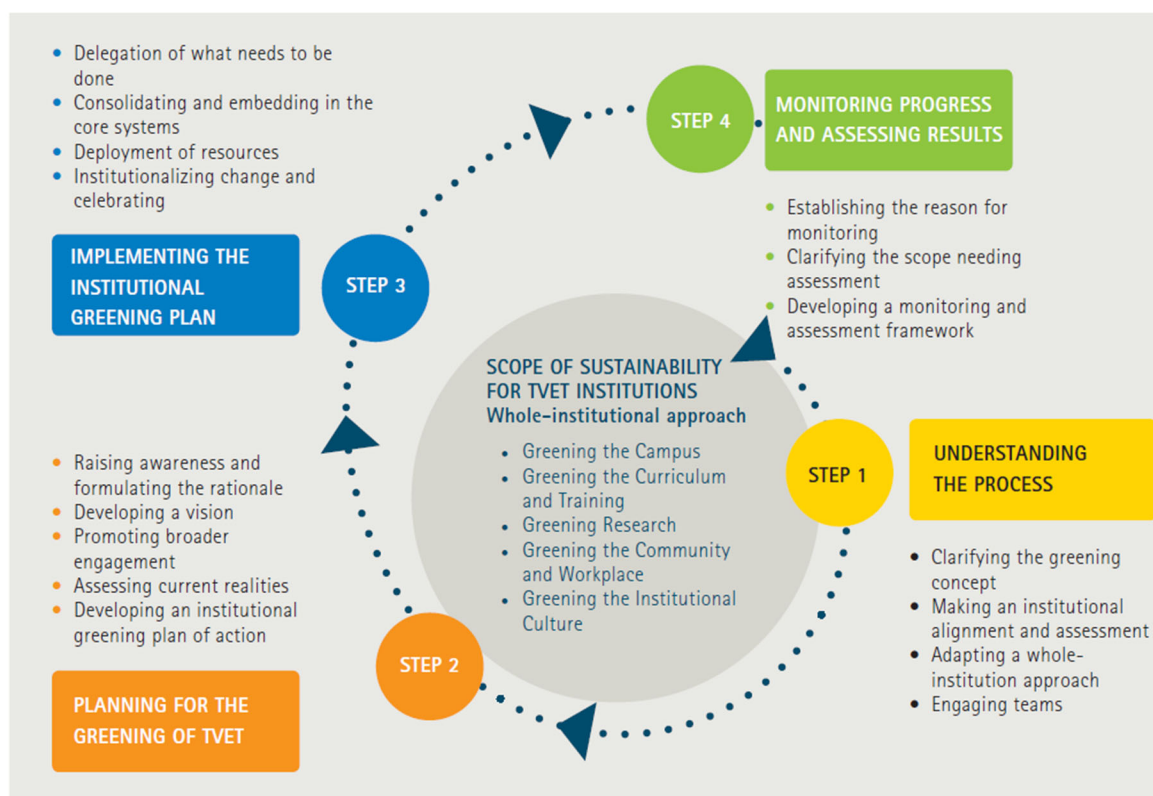 • Delegation of what needs to be
done
• Consolidating and embedding in the
core systems
• Deployment of resources
• Institutionalizing change and
celebrating
IMPLEMENTING THE
INSTITUTIONAL
GREENING PLAN
STEP 3
STEP 4
MONITORING PROGRESS
AND ASSESSING RESULTS
• Establishing the reason for
monitoring
• Clarifying the scope needing
assessment
• Developing a monitoring and
assessment framework
SCOPE OF SUSTAINABILITY
FOR TVET INSTITUTIONS
Whole-institutional approach
• Greening the Campus
• Greening the Curriculum
and Training
• Greening Research
• Greening the Community
and Workplace
• Greening the Institutional
Culture
STEP 1
UNDERSTANDING
THE PROCESS
• Clarifying the greening
concept
• Making an institutional
alignment and assessment
• Adapting a whole-
institution approach
• Engaging teams
• Raising awareness and
formulating the rationale
• Developing a vision
• Promoting broader
engagement
• Assessing current realities
• Developing an institutional
greening plan of action
STEP 2
PLANNING FOR THE
GREENING OF TVET